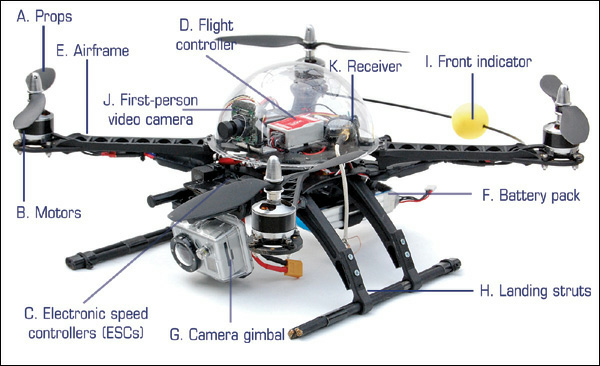 A. Props
D. Flight
controller
E. Airframe
K. Receiver
I. Front indicator
J. First-person
video camera
B. Motors
F. Battery pack
C. Electronic speed
controllers (ESCs)
G. Camera gimbal
H. Landing struts